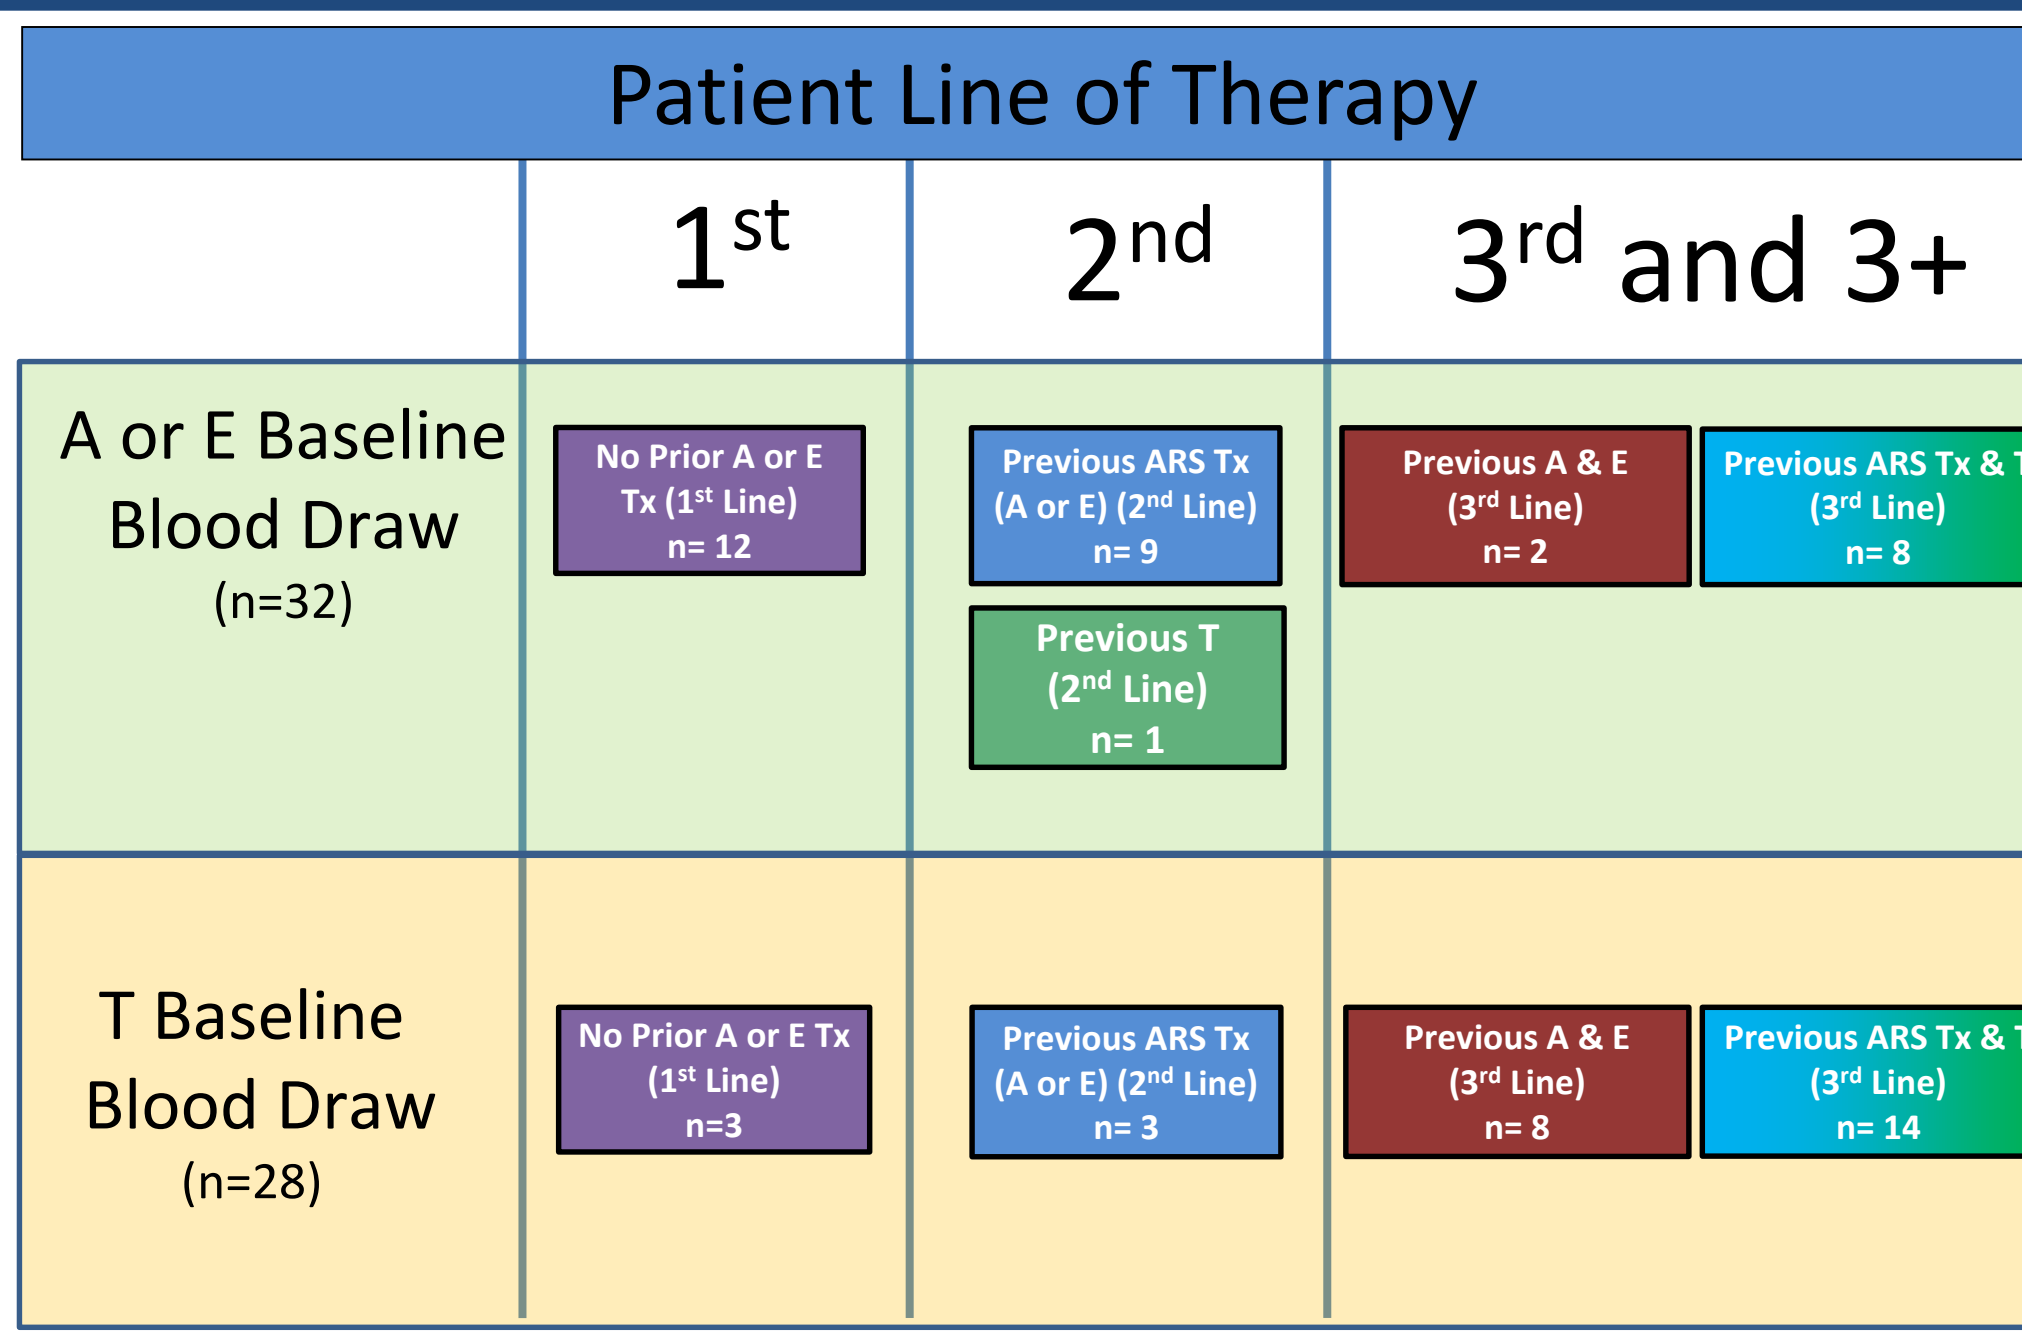 Patient Line of Therapy
1st
2nd
3rd and 3+
A or E Baseline
Blood Draw
(n=32)
No Prior A or E
Tx (1st Line)
n= 12
Previous ARS Tx
(A or E) (2nd Line)
n= 9
Previous T
(2nd Line)
n= 1
Previous A & E
(3rd Line)
n= 2
Previous ARS Tx & T
(3rd Line)
n= 8
T Baseline
Blood Draw
(n=28)
No Prior A or E Tx
(1st Line)
n=3
Previous ARS Tx
(A or E) (2nd Line)
n= 3
Previous A & E
(3rd Line)
n= 8
Previous ARS Tx & T
(3rd Line)
n= 14